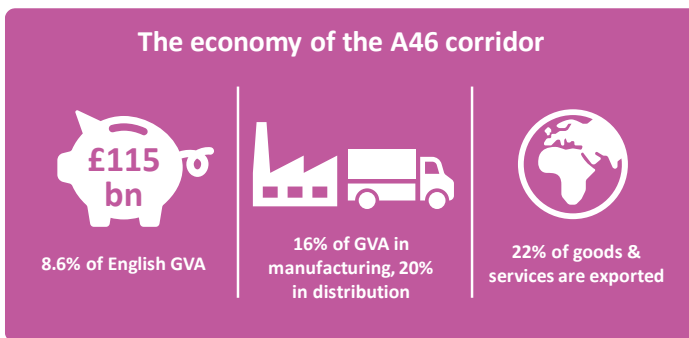 The economy of the A46 corridor
£115
bn
8.6% of English GVA
16% of GVA in
manufacturing, 20%
in distribution
22% of goods &
services are exported